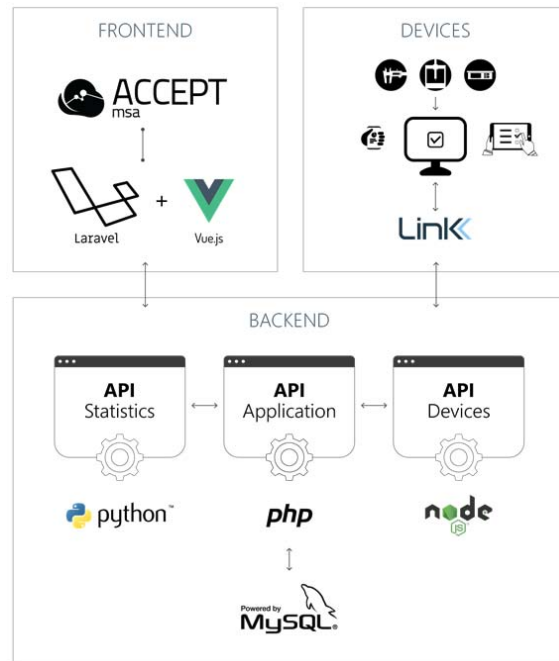 FRONTEND
ACCEPT
msa
Laravel
+
Vue.js
DEVICES
LinK
BACKEND
API
Statistics
API
Application
API
Devices
python™
php
node
JS
Powered by
MySQL®